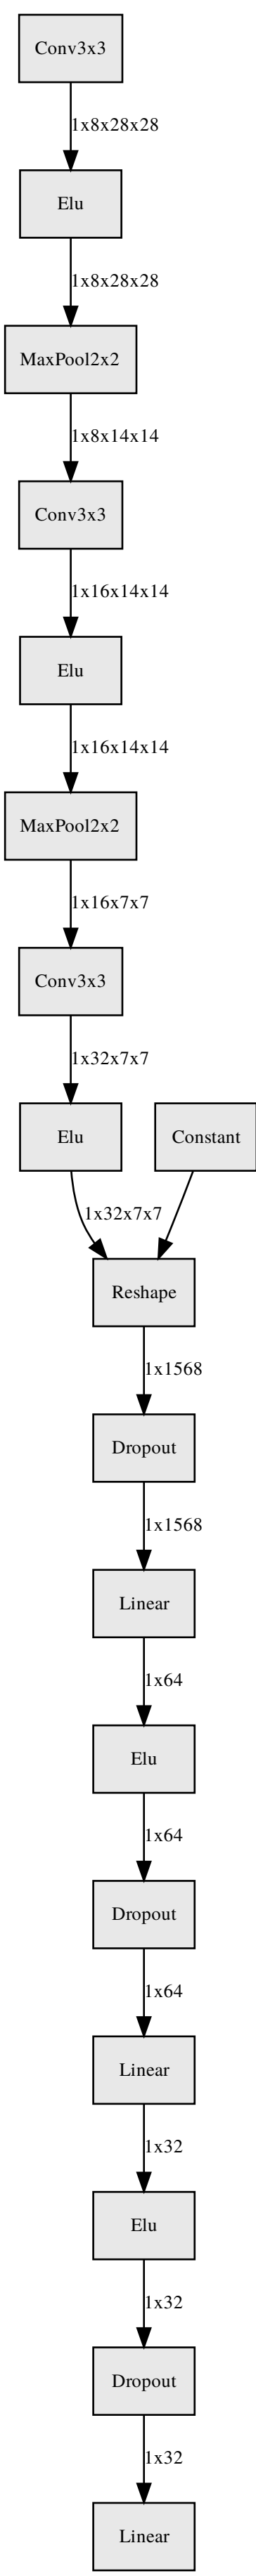 Conv3x3
1x8x28x28
Elu
1x8x28x28
MaxPool2x2
1x8x14x14
Conv3x3
1x16x14x14
Elu
1x16x14x14
MaxPool2x2
1x16x7x7
Conv3x3
1x32x7x7
Elu
Constant
1x32x7x7
Reshape
1x1568
Dropout
1x1568
Linear
1x64
Elu
1x64
Dropout
1x64
Linear
1x32
Elu
1x32
Dropout
1x32
Linear